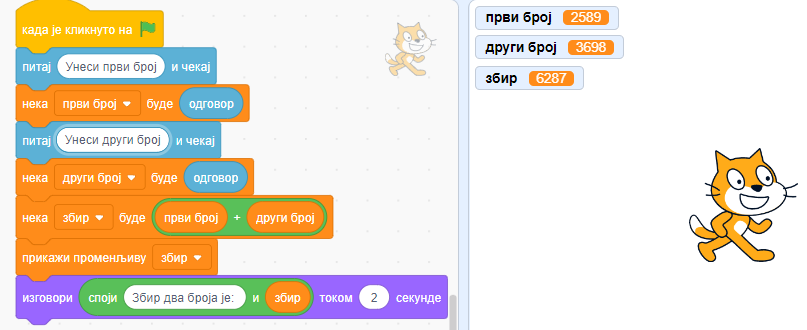 када је кликнуто на
питај Унеси први број и чекај
нека први број буде одговор
питај Унеси други број и чекај
нека други број буде одговор
нека збир буде први број + други број
прикажи променљиву збир
изговори споји Збир два броја је: и збир током 2 секунде
први број 2589
други број 3698
збир 6287